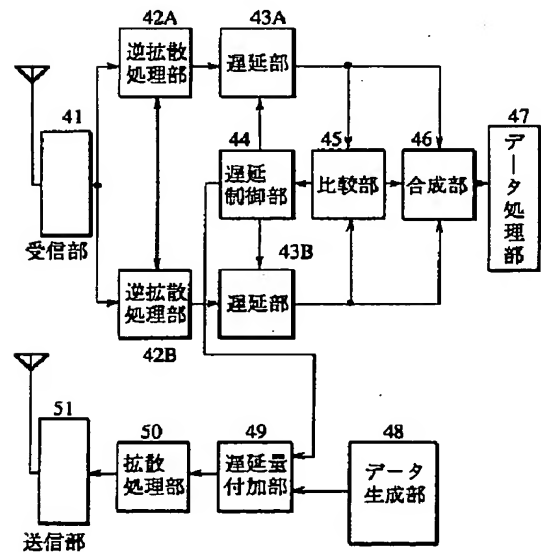 42A
43A
逆拡散
処理部
遅延部
41
受信部
44
遅延
制御部
45
比較部
46
合成部
47
データ処理部
43B
逆拡散
処理部
42B
遅延部
51
送信部
50
拡散
処理部
49
遅延量
付加部
48
データ
生成部